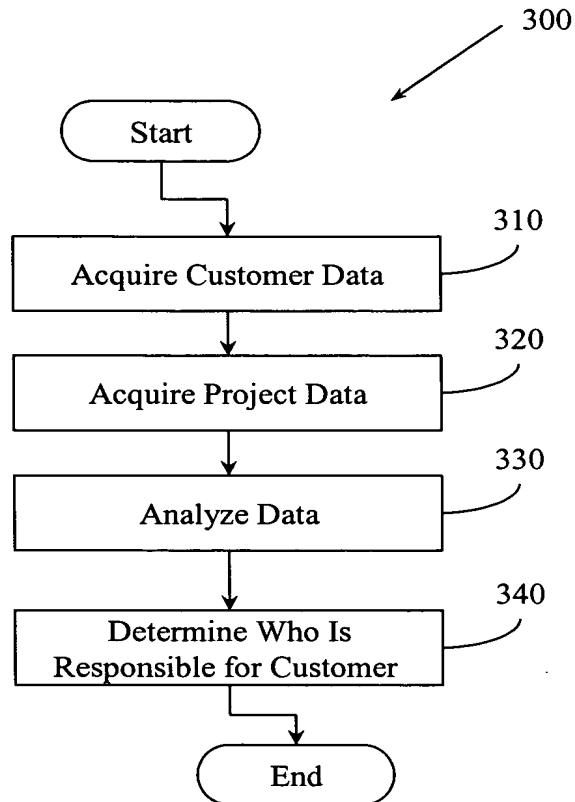 300
Start
310
Acquire Customer Data
320
Acquire Project Data
330
Analyze Data
340
Determine Who Is
Responsible for Customer
End